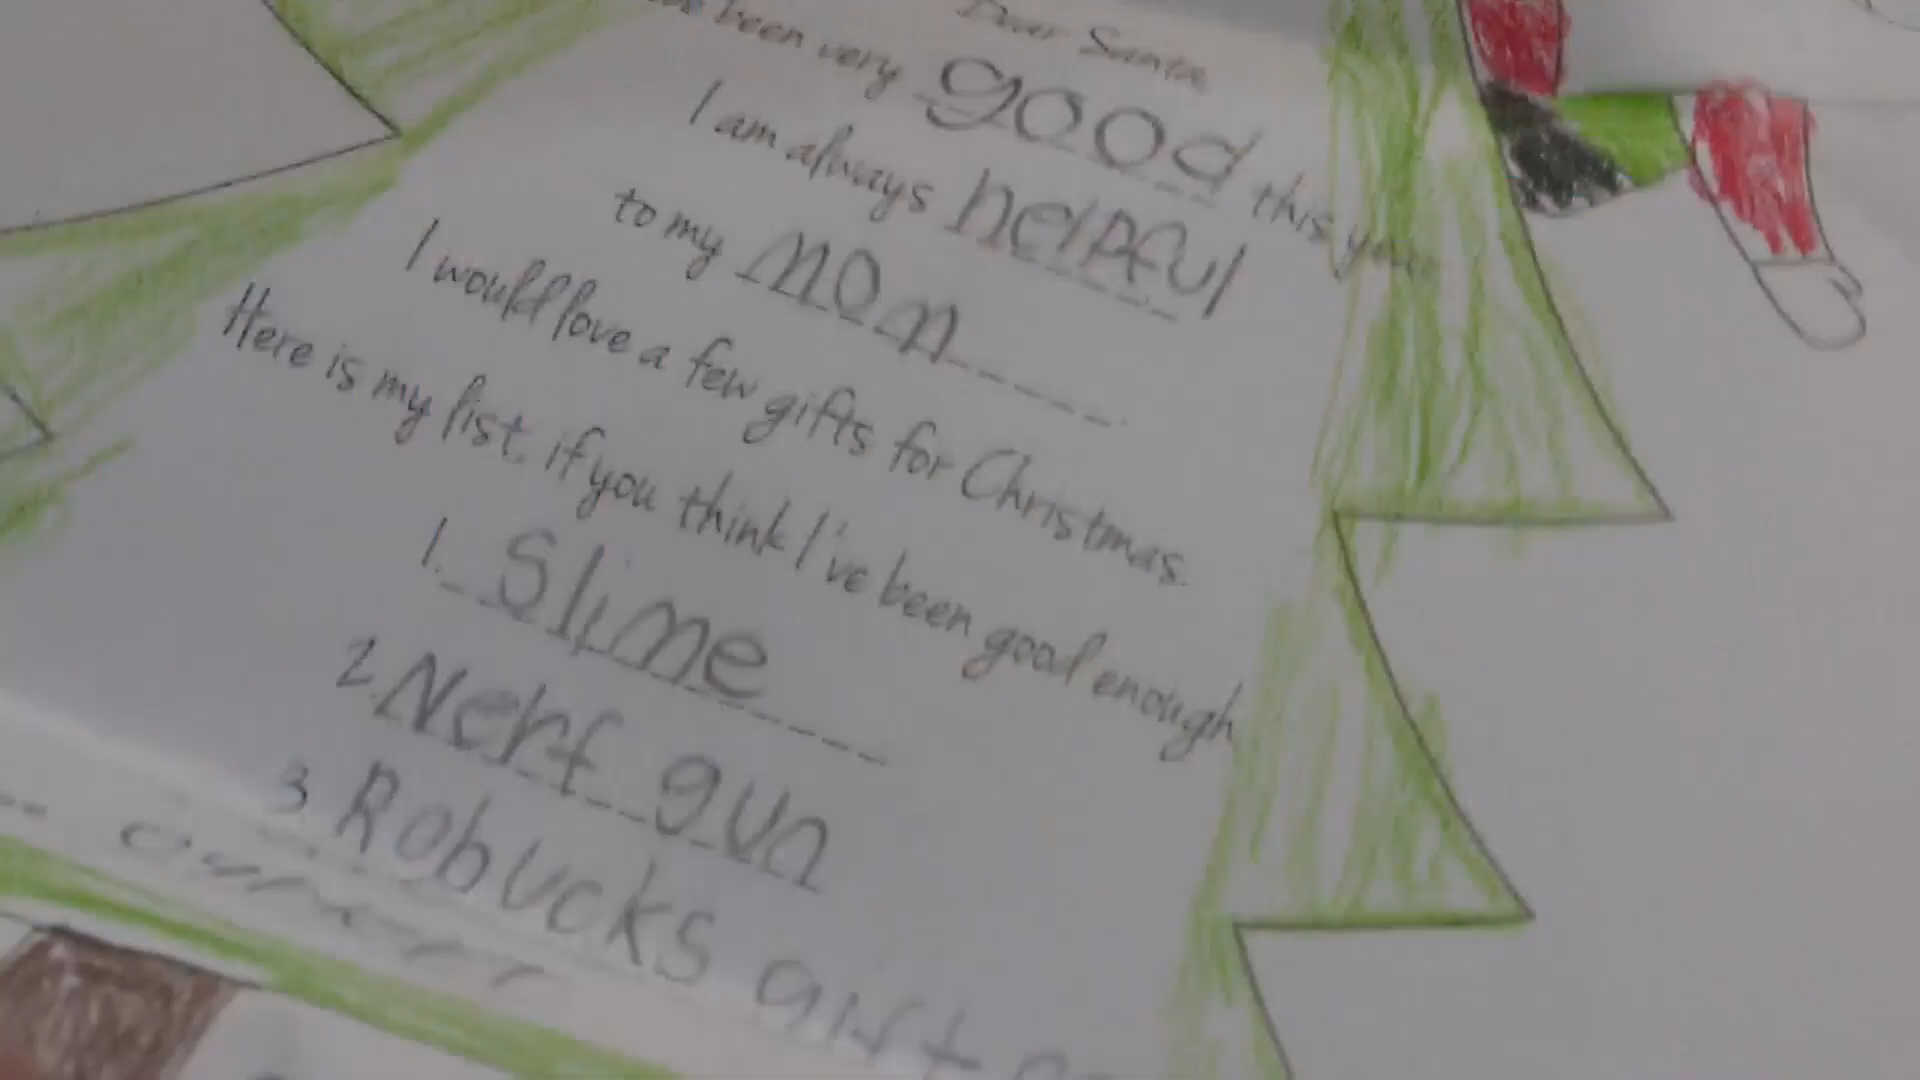 Dear Santa
been very good this year
I am always helpful
to my mom
I would love a few gifts for Christmas.
Here is my list, if you think I've been good enough
1. Slime
2. Nerf gun
3 Robucks gift